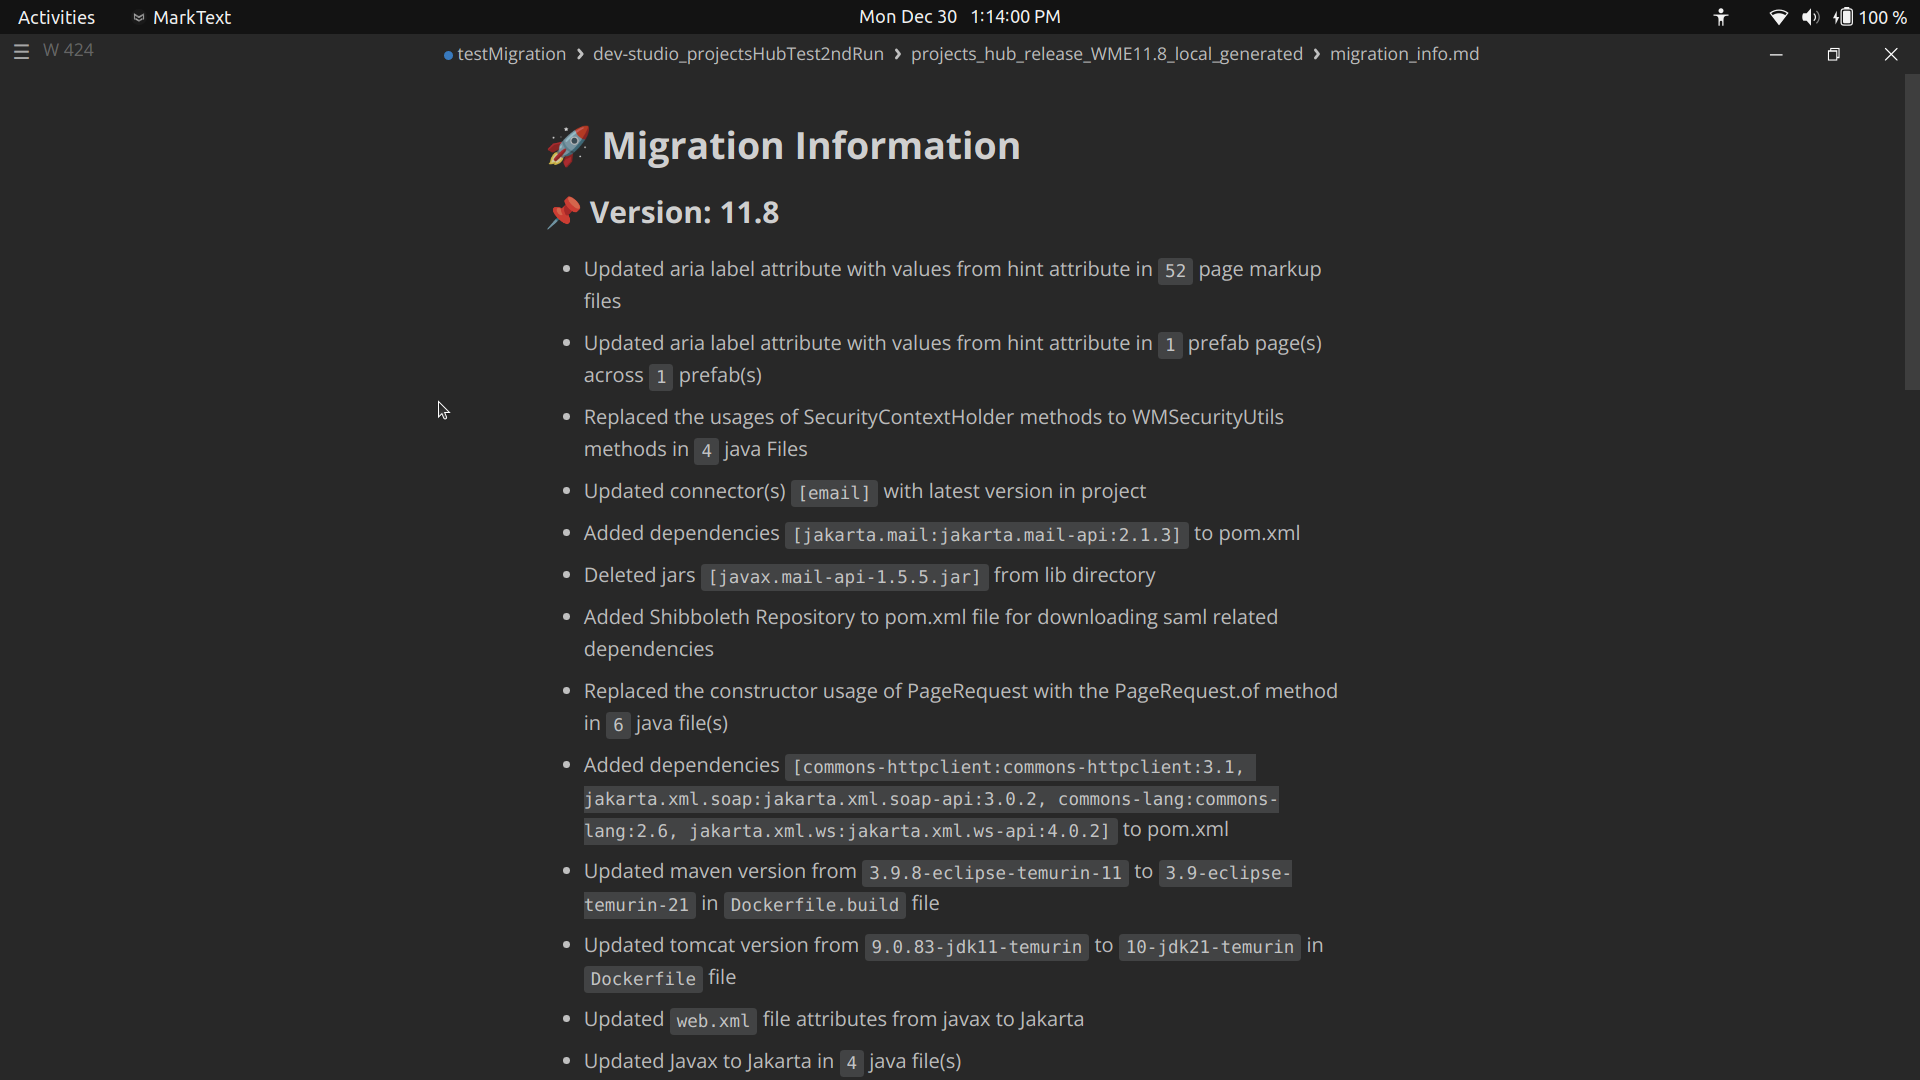 Activities MarkText Mon Dec 30 1:14:00 PM 100 %
W 424 testMigration › dev-studio_projectsHubTest2ndRun › projects_hub_release_WME11.8_local_generated › migration_info.md
🚀 Migration Information
📌 Version: 11.8
• Updated aria label attribute with values from hint attribute in 52 page markup
files
• Updated aria label attribute with values from hint attribute in 1 prefab page(s)
across 1 prefab(s)
• Replaced the usages of SecurityContextHolder methods to WMSecurityUtils
methods in 4 java Files
• Updated connector(s) [email] with latest version in project
• Added dependencies [jakarta.mail:jakarta.mail-api:2.1.3] to pom.xml
• Deleted jars [javax.mail-api-1.5.5.jar] from lib directory
• Added Shibboleth Repository to pom.xml file for downloading saml related
dependencies
• Replaced the constructor usage of PageRequest with the PageRequest.of method
in 6 java file(s)
• Added dependencies [commons-httpclient:commons-httpclient:3.1,
jakarta.xml.soap:jakarta.xml.soap-api:3.0.2, commons-lang:commons-
lang:2.6, jakarta.xml.ws:jakarta.xml.ws-api:4.0.2] to pom.xml
• Updated maven version from 3.9.8-eclipse-temurin-11 to 3.9-eclipse-
temurin-21 in Dockerfile.build file
• Updated tomcat version from 9.0.83-jdk11-temurin to 10-jdk21-temurin in
Dockerfile file
• Updated web.xml file attributes from javax to Jakarta
• Updated Javax to Jakarta in 4 java file(s)